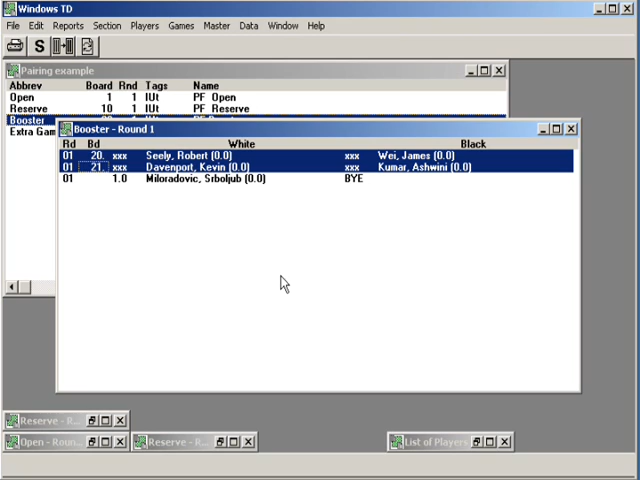 Windows TD
File Edit Reports Section Players Games Master Data Window Help
S
Pairing example
Abbrev Board Rnd Tags Name
Open 1 1 IUt PF Open
Reserve 10 1 IUt PF Reserve
Booster
Extra Gam
Booster - Round 1
Rd Bd White Black
01 20. xxx Seely, Robert (0.0) xxx Wei, James (0.0)
01 21. xxx Davenport, Kevin (0.0) xxx Kumar, Ashwini (0.0)
01 1.0 Miloradovic, Srboljub (0.0) BYE
Reserve - R...
Open - Roun... Reserve - R... List of Players